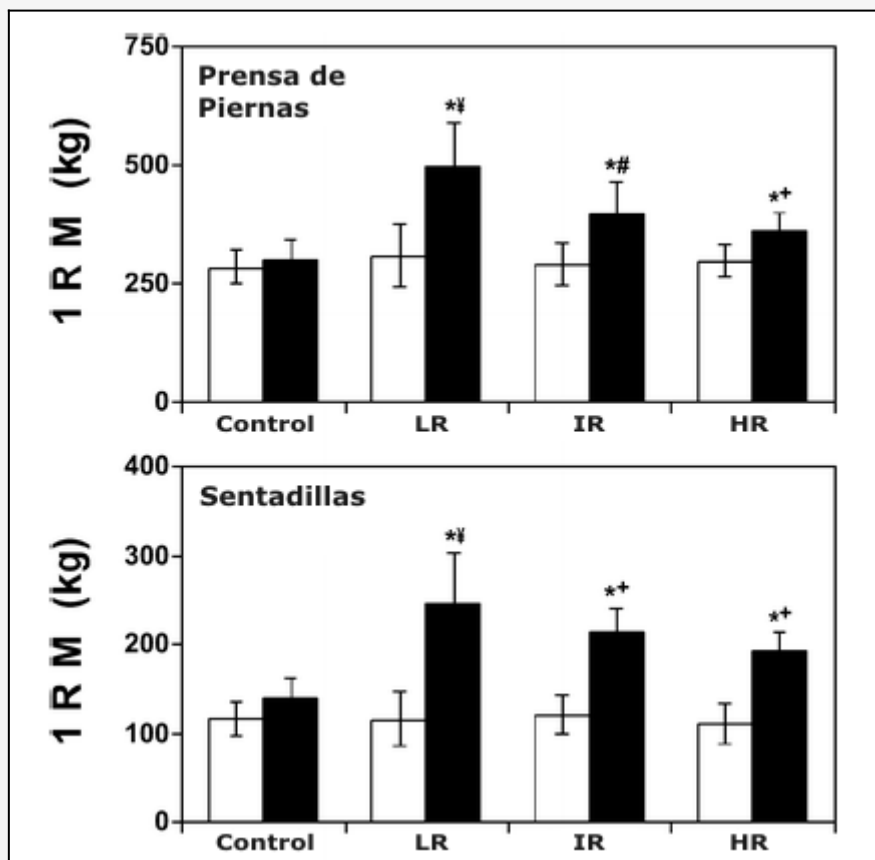 750
Prensa de
Piernas
*¥
*#
*+
500
1 R M (kg)
250
0
Control LR IR HR
400
Sentadillas
*¥
*+
*+
300
1 R M (kg)
200
100
0
Control LR IR HR